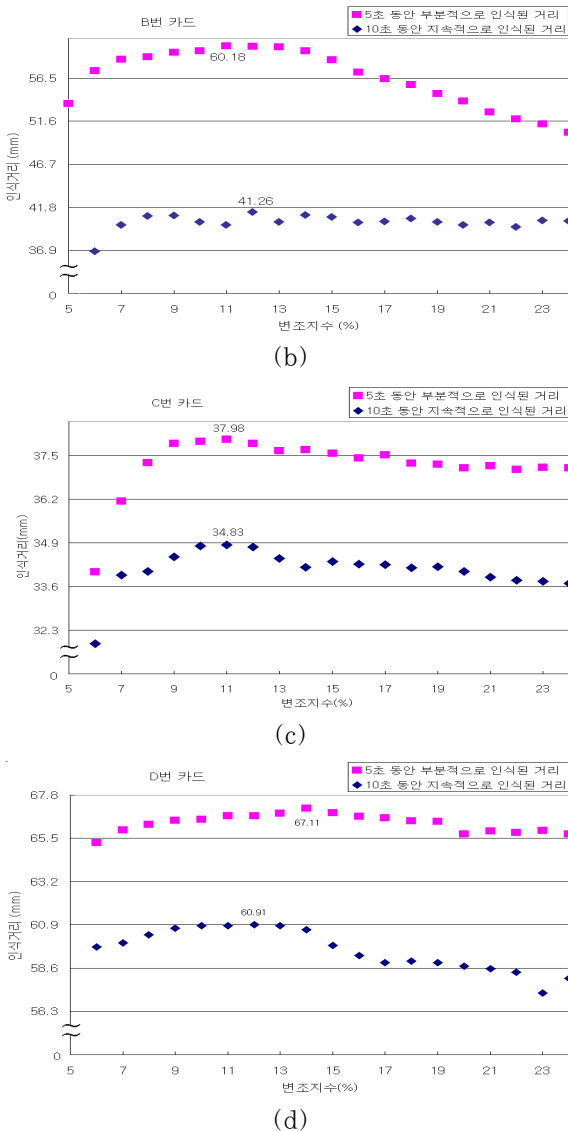 B번 카드
5초 동안 부분적으로 인식된 거리
10초 동안 지속적으로 인식된 거리
60.18
41.26
56.5
51.6
46.7
41.8
36.9
0
인식거리(mm)
5 7 9 11 13 15 17 19 21 23
변조지수 (%)
(b)
C번 카드
5초 동안 부분적으로 인식된 거리
10초 동안 지속적으로 인식된 거리
37.98
34.83
37.5
36.2
34.9
33.6
32.3
0
인식거리(mm)
5 7 9 11 13 15 17 19 21 23
변조지수(%)
(c)
D번 카드
5초 동안 부분적으로 인식된 거리
10초 동안 지속적으로 인식된 거리
67.11
60.91
67.8
65.5
63.2
60.9
58.6
56.3
0
인식거리(mm)
5 7 9 11 13 15 17 19 21 23
변조지수(%)
(d)